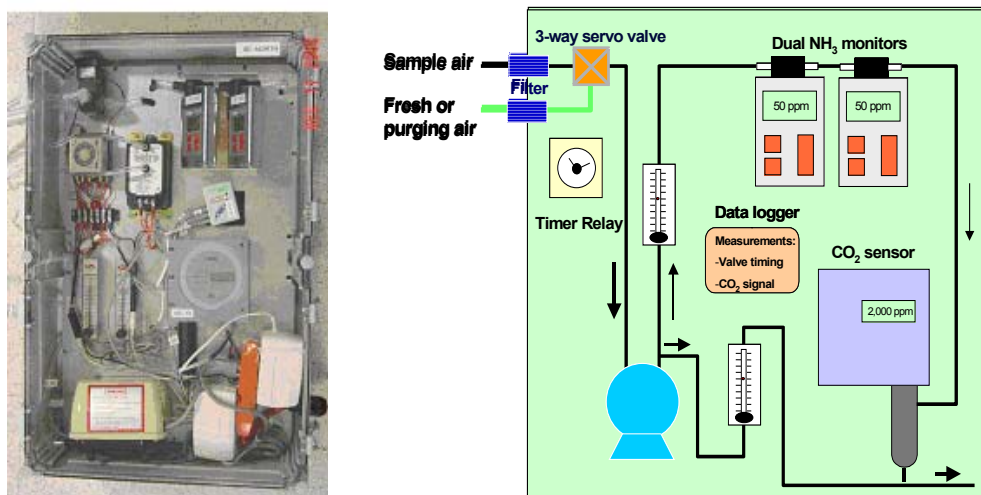 3-way servo valve
Dual NH₃ monitors
Sample air
Filter
Fresh or
purging air
50 ppm
50 ppm
Timer Relay
Data logger
Measurements:
-Valve timing
-CO₂ signal
CO₂ sensor
2,000 ppm